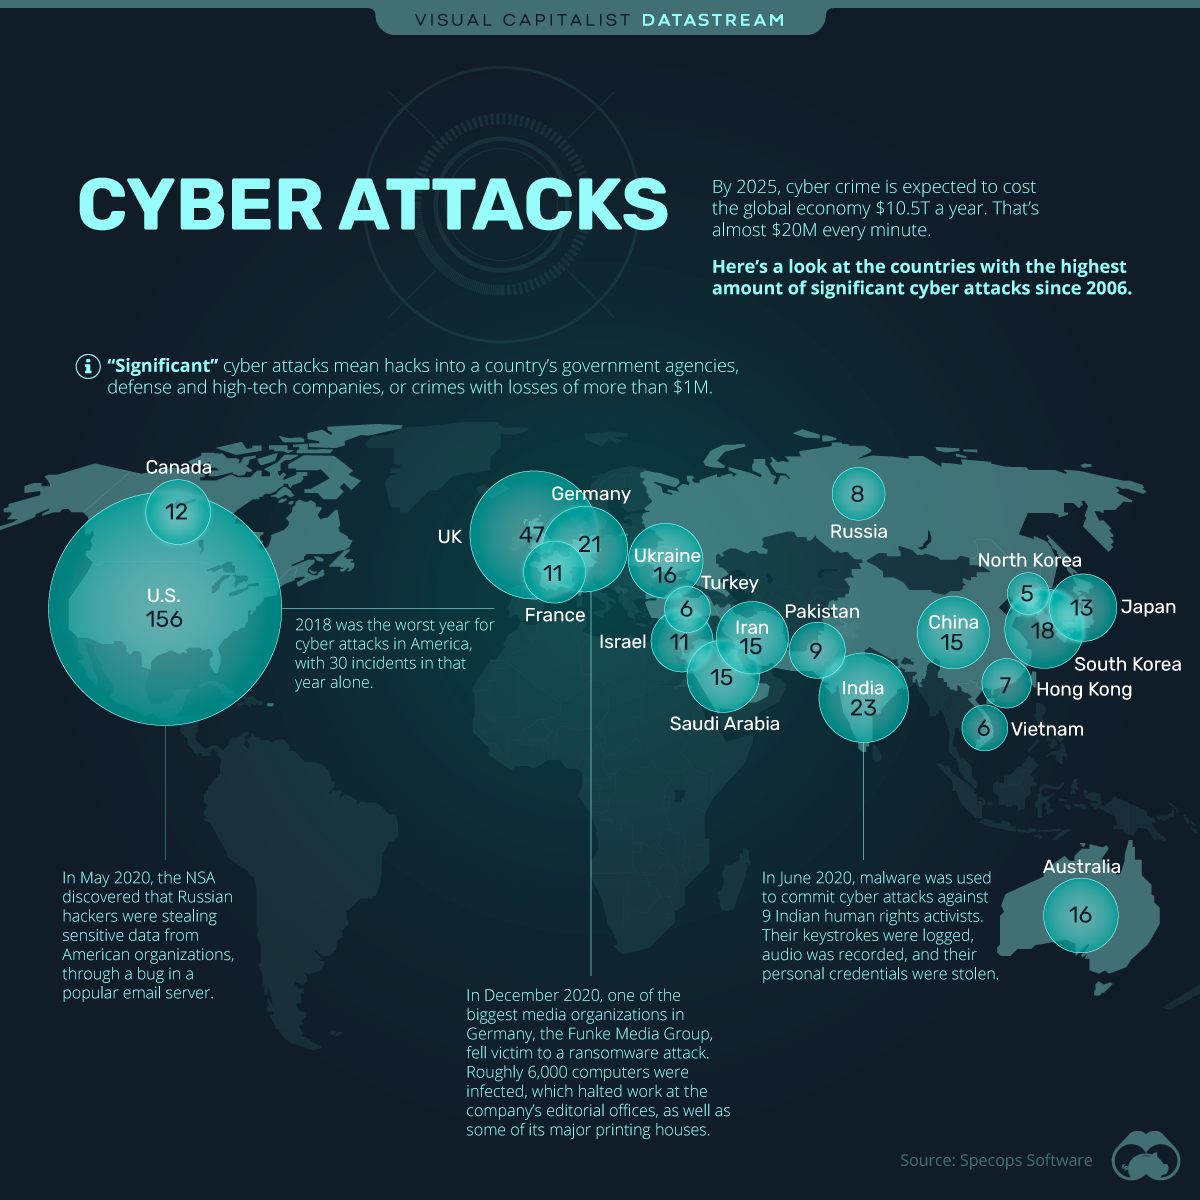 VISUAL CAPITALIST DATASTREAM
CYBER ATTACKS
By 2025, cyber crime is expected to cost
the global economy $10.5T a year. That's
almost $20M every minute.
Here's a look at the countries with the highest
amount of significant cyber attacks since 2006.
“Significant” cyber attacks mean hacks into a country's government agencies,
defense and high-tech companies, or crimes with losses of more than $1M.
Canada
12
U.S.
156
2018 was the worst year for
cyber attacks in America,
with 30 incidents in that
year alone.
UK
47
Germany
21
France
11
Ukraine
16
Turkey
6
Israel
11
Iran
15
Saudi Arabia
15
Pakistan
9
India
23
Russia
8
China
15
North Korea
5
Japan
13
South Korea
18
Hong Kong
7
Vietnam
6
Australia
16
In May 2020, the NSA
discovered that Russian
hackers were stealing
sensitive data from
American organizations,
through a bug in a
popular email server.
In December 2020, one of the
biggest media organizations in
Germany, the Funke Media Group,
fell victim to a ransomware attack.
Roughly 6,000 computers were
infected, which halted work at the
company's editorial offices, as well as
some of its major printing houses.
In June 2020, malware was used
to commit cyber attacks against
9 Indian human rights activists.
Their keystrokes were logged,
audio was recorded, and their
personal credentials were stolen.
Source: Specops Software